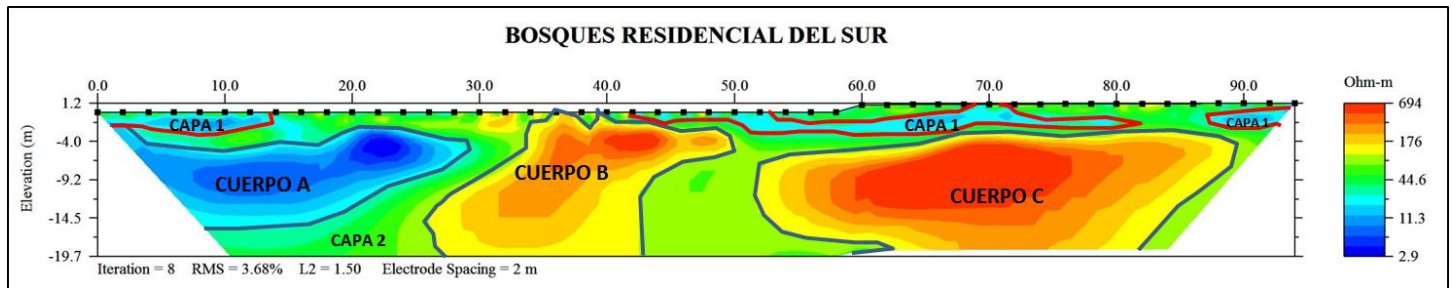 BOSQUES RESIDENCIAL DEL SUR
0.0 10.0 20.0 30.0 40.0 50.0 60.0 70.0 80.0 90.0
Ohm-m
1.2
-4.0
-9.2
-14.5
-19.7
Elevation (m)
CAPA 1
CAPA 1
CAPA 1
CUERPO A
CUERPO B
CUERPO C
CAPA 2
694
176
44.6
11.3
2.9
Iteration = 8 RMS = 3.68% L2 = 1.50 Electrode Spacing = 2 m